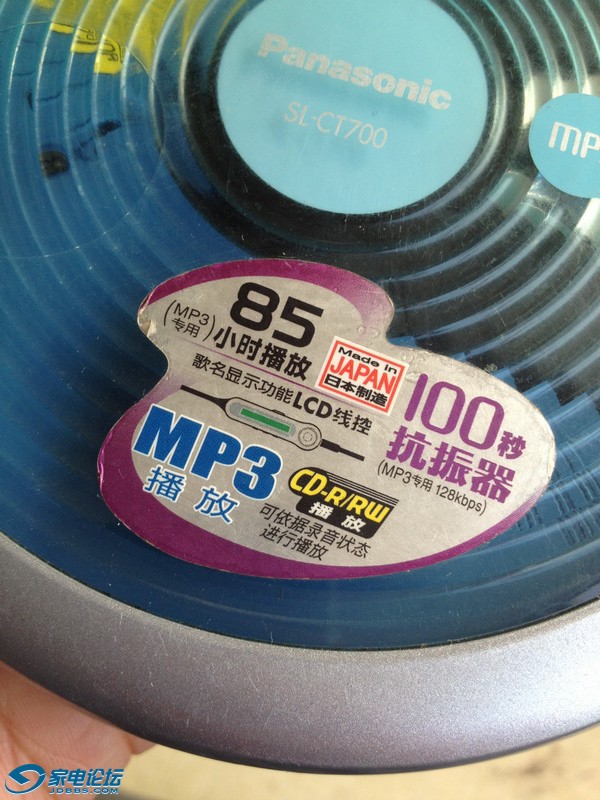 Panasonic
SL-CT700
MP
85
(MP3
专用)
小时播放
Made in
JAPAN
日本制造
100秒
抗振器
(MP3专用 128kbps)
歌名显示功能LCD线控
MP3
播放
CD-R/RW
播放
可依据录音状态
进行播放
家电论坛
JDBBS.COM